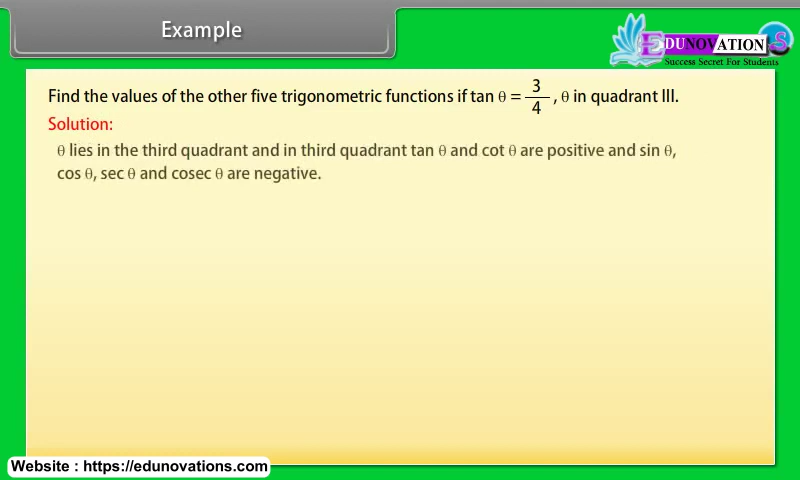 Example
EDUNOVATIONS
Success Secret For Students
Find the values of the other five trigonometric functions if tan θ = 3/4 , θ in quadrant III.
Solution:
θ lies in the third quadrant and in third quadrant tan θ and cot θ are positive and sin θ,
cos θ, sec θ and cosec θ are negative.
Website : https://edunovations.com